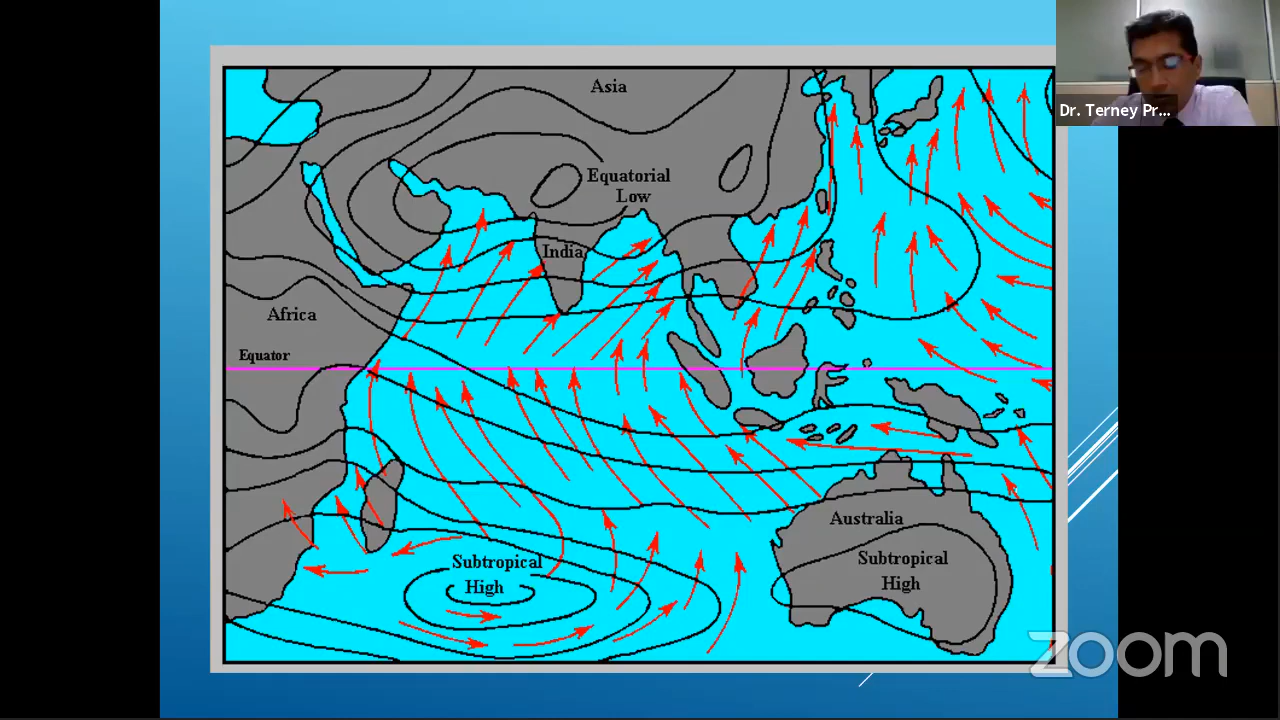 Asia
Dr. Terney Pr...
Equatorial
Low
India
Africa
Equator
Australia
Subtropical
High
Subtropical
High
zoom